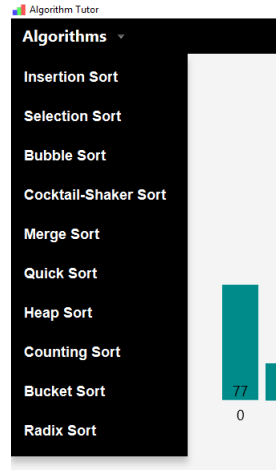 Algorithm Tutor
Algorithms
Insertion Sort
Selection Sort
Bubble Sort
Cocktail-Shaker Sort
Merge Sort
Quick Sort
Heap Sort
Counting Sort
Bucket Sort
Radix Sort
77
0